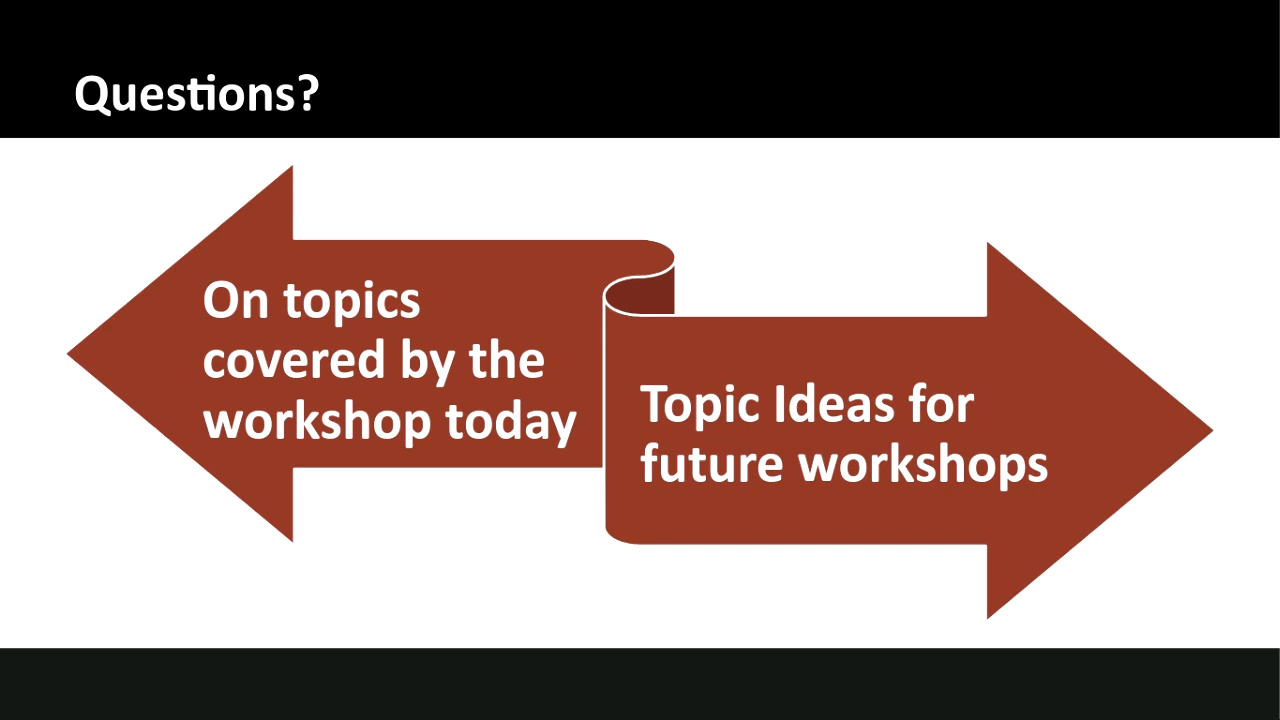 Questions?
On topics
covered by the
workshop today
Topic Ideas for
future workshops